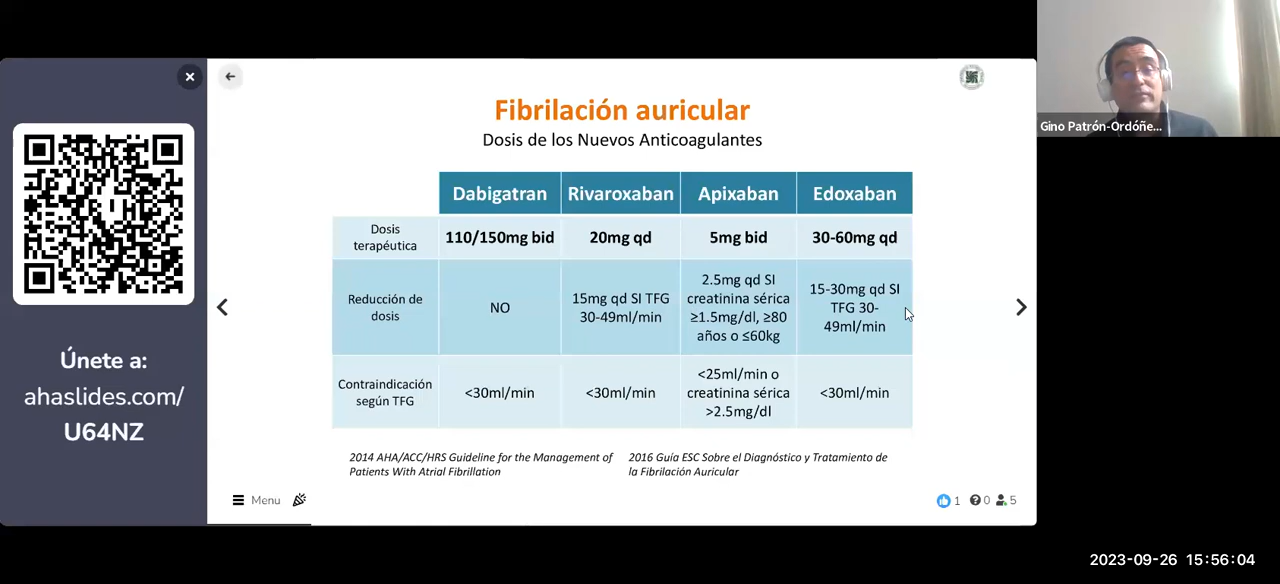 Fibrilación auricular
Dosis de los Nuevos Anticoagulantes
Dabigatran Rivaroxaban Apixaban Edoxaban
Dosis
terapéutica
110/150mg bid 20mg qd 5mg bid 30-60mg qd
Reducción de
dosis
NO
15mg qd SI TFG
30-49ml/min
2.5mg qd SI
creatinina sérica
≥1.5mg/dl, ≥80
años o ≤60kg
15-30mg qd SI
TFG 30-
49ml/min
Contraindicación
según TFG
<30ml/min
<30ml/min
<25ml/min o
creatinina sérica
>2.5mg/dl
<30ml/min
2014 AHA/ACC/HRS Guideline for the Management of
Patients With Atrial Fibrillation
2016 Guía ESC Sobre el Diagnóstico y Tratamiento de
la Fibrilación Auricular
Únete a:
ahaslides.com/
U64NZ
Menu
1 0 5
Gino Patrón-Ordóñe...
2023-09-26 15:56:04